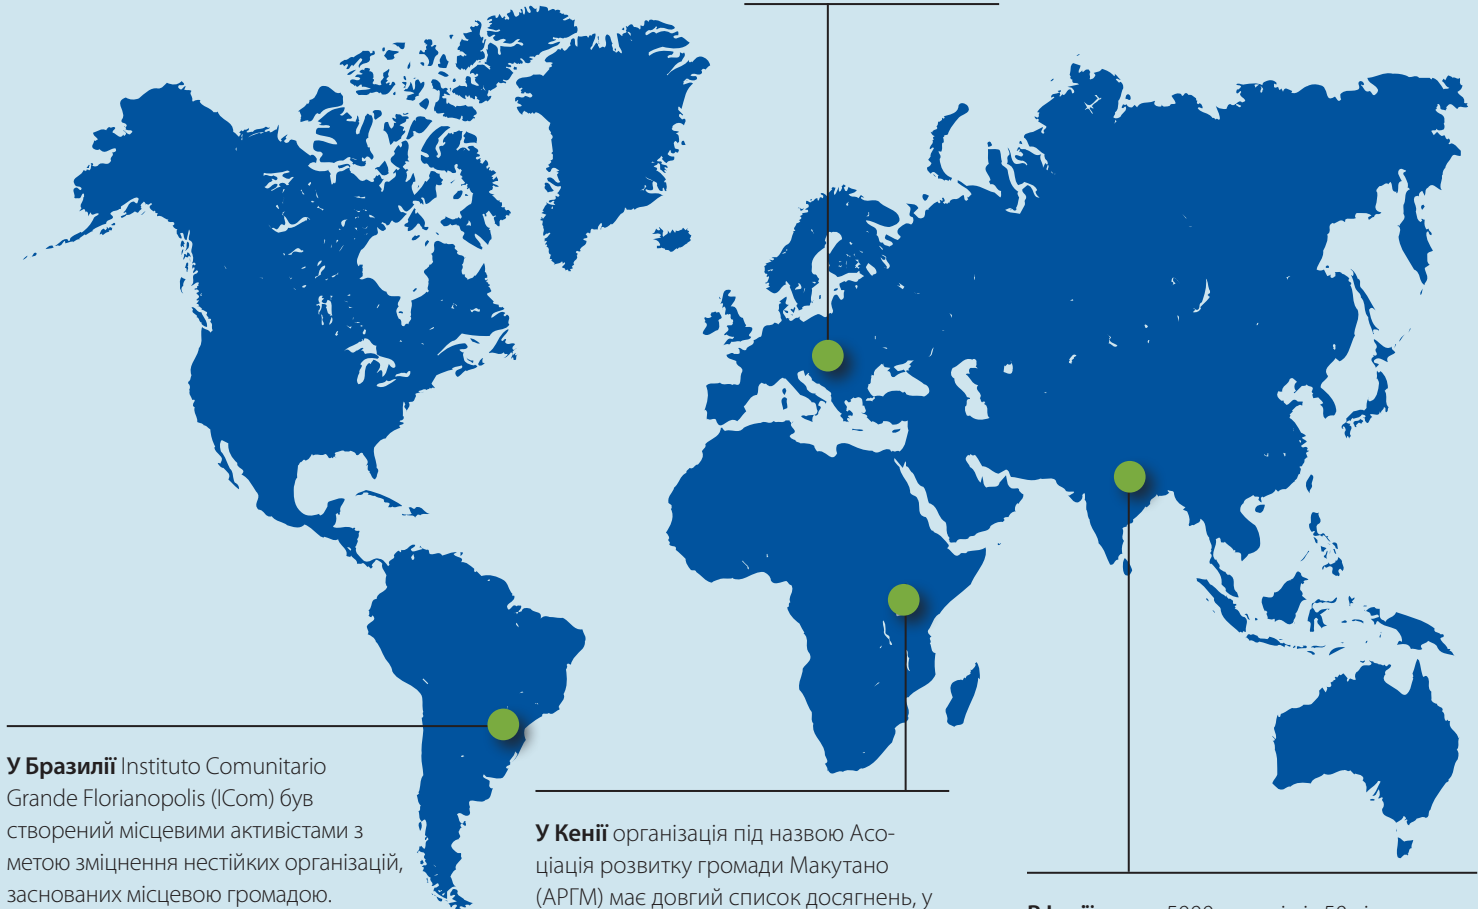 У Бразилії Instituto Comunitario
Grande Florianopolis (ICom) був
створений місцевими активістами з
метою зміцнення нестійких організацій,
заснованих місцевою громадою.
У Кенії організація під назвою Асо-
ціація розвитку громади Макутано
(АРГМ) має довгий список досягнень, у